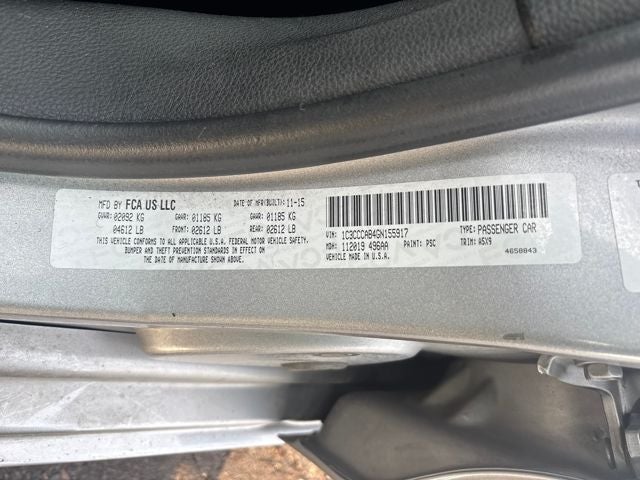 MFD BY FCA US LLC DATE OF MFR(BUILT): 11-15
GVWR: 02092 KG GAWR: 01185 KG GAWR: 01185 KG
04612 LB FRONT: 02612 LB REAR: 02612 LB
THIS VEHICLE CONFORMS TO ALL APPLICABLE U.S.A. FEDERAL MOTOR VEHICLE SAFETY,
BUMPER AND THEFT PREVENTION STANDARDS IN EFFECT ON
THE DATE OF MANUFACTURE SHOWN ABOVE.
VIN: 1C3CCCAB4GN155917 TYPE: PASSENGER CAR
MDH: 112019 496AA PAINT: PSC TRIM: A5X9
VEHICLE MADE IN U.S.A. 4658843